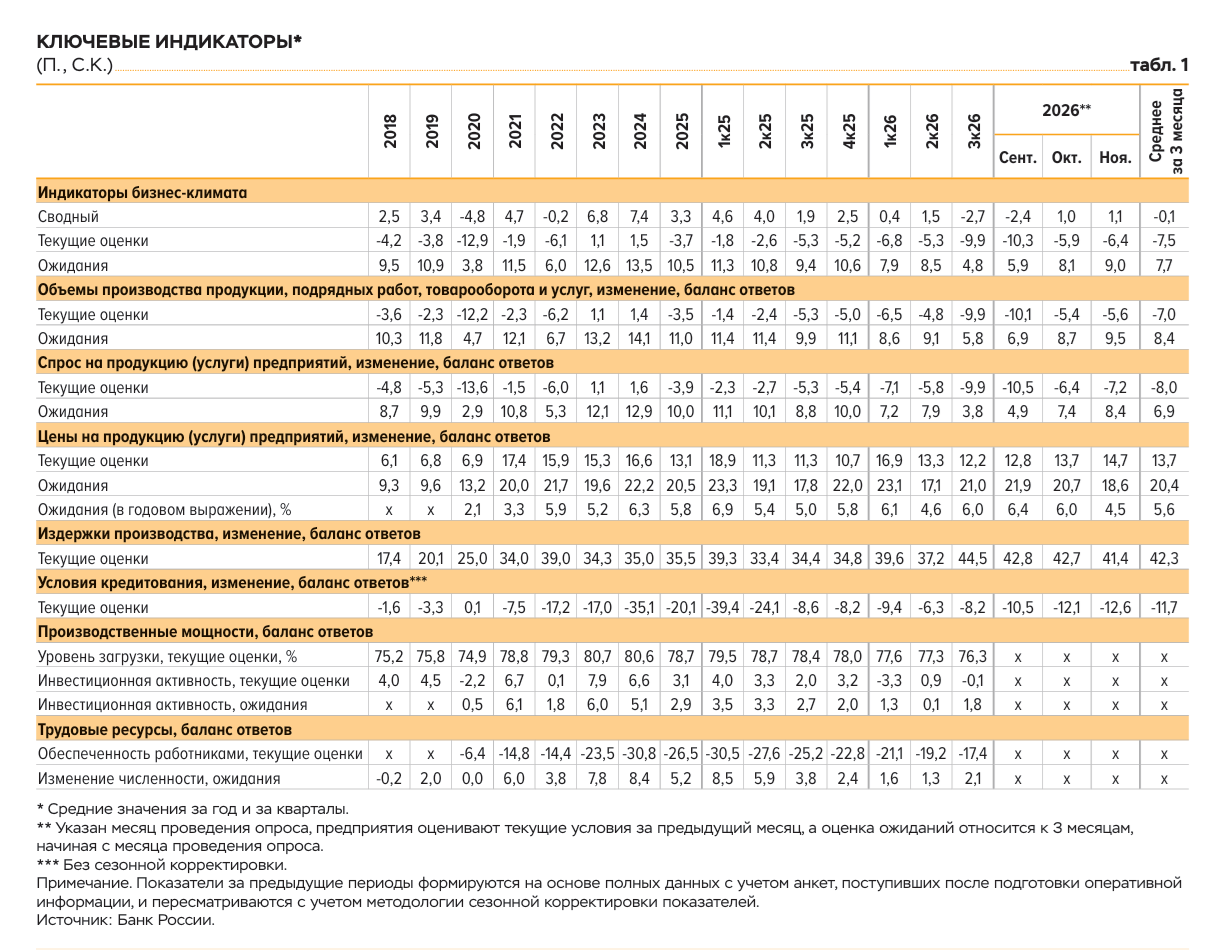 КЛЮЧЕВЫЕ ИНДИКАТОРЫ*
(П., С.К.) табл. 1
2018 2019 2020 2021 2022 2023 2024 2025 1к25 2к25 3к25 4к25 1к26 2к26 3к26 2026** Среднее за 3 месяца
Сент. Окт. Ноя.
Индикаторы бизнес-климата
Сводный 2,5 3,4 -4,8 4,7 -0,2 6,8 7,4 3,3 4,6 4,0 1,9 2,5 0,4 1,5 -2,7 -2,4 1,0 1,1 -0,1
Текущие оценки -4,2 -3,8 -12,9 -1,9 -6,1 1,1 1,5 -3,7 -1,8 -2,6 -5,3 -5,2 -6,8 -5,3 -9,9 -10,3 -5,9 -6,4 -7,5
Ожидания 9,5 10,9 3,8 11,5 6,0 12,6 13,5 10,5 11,3 10,8 9,4 10,6 7,9 8,5 4,8 5,9 8,1 9,0 7,7
Объемы производства продукции, подрядных работ, товарооборота и услуг, изменение, баланс ответов
Текущие оценки -3,6 -2,3 -12,2 -2,3 -6,2 1,1 1,4 -3,5 -1,4 -2,4 -5,3 -5,0 -6,5 -4,8 -9,9 -10,1 -5,4 -5,6 -7,0
Ожидания 10,3 11,8 4,7 12,1 6,7 13,2 14,1 11,0 11,4 11,4 9,9 11,1 8,6 9,1 5,8 6,9 8,7 9,5 8,4
Спрос на продукцию (услуги) предприятий, изменение, баланс ответов
Текущие оценки -4,8 -5,3 -13,6 -1,5 -6,0 1,1 1,6 -3,9 -2,3 -2,7 -5,3 -5,4 -7,1 -5,8 -9,9 -10,5 -6,4 -7,2 -8,0
Ожидания 8,7 9,9 2,9 10,8 5,3 12,1 12,9 10,0 11,1 10,1 8,8 10,0 7,2 7,9 3,8 4,9 7,4 8,4 6,9
Цены на продукцию (услуги) предприятий, изменение, баланс ответов
Текущие оценки 6,1 6,8 6,9 17,4 15,9 15,3 16,6 13,1 18,9 11,3 11,3 10,7 16,9 13,3 12,2 12,8 13,7 14,7 13,7
Ожидания 9,3 9,6 13,2 20,0 21,7 19,6 22,2 20,5 23,3 19,1 17,8 22,0 23,1 17,1 21,0 21,9 20,7 18,6 20,4
Ожидания (в годовом выражении), % х х 2,1 3,3 5,9 5,2 6,3 5,8 6,9 5,4 5,0 5,8 6,1 4,6 6,0 6,4 6,0 4,5 5,6
Издержки производства, изменение, баланс ответов
Текущие оценки 17,4 20,1 25,0 34,0 39,0 34,3 35,0 35,5 39,3 33,4 34,4 34,8 39,6 37,2 44,5 42,8 42,7 41,4 42,3
Условия кредитования, изменение, баланс ответов***
Текущие оценки -1,6 -3,3 0,1 -7,5 -17,2 -17,0 -35,1 -20,1 -39,4 -24,1 -8,6 -8,2 -9,4 -6,3 -8,2 -10,5 -12,1 -12,6 -11,7
Производственные мощности, баланс ответов
Уровень загрузки, текущие оценки, % 75,2 75,8 74,9 78,8 79,3 80,7 80,6 78,7 79,5 78,7 78,4 78,0 77,6 77,3 76,3 х х х х
Инвестиционная активность, текущие оценки 4,0 4,5 -2,2 6,7 0,1 7,9 6,6 3,1 4,0 3,3 2,0 3,2 -3,3 0,9 -0,1 х х х х
Инвестиционная активность, ожидания х х 0,5 6,1 1,8 6,0 5,1 2,9 3,5 3,3 2,7 2,0 1,3 0,1 1,8 х х х х
Трудовые ресурсы, баланс ответов
Обеспеченность работниками, текущие оценки х х -6,4 -14,8 -14,4 -23,5 -30,8 -26,5 -30,5 -27,6 -25,2 -22,8 -21,1 -19,2 -17,4 х х х х
Изменение численности, ожидания -0,2 2,0 0,0 6,0 3,8 7,8 8,4 5,2 8,5 5,9 3,8 2,4 1,6 1,3 2,1 х х х х
* Средние значения за год и за кварталы.
** Указан месяц проведения опроса, предприятия оценивают текущие условия за предыдущий месяц, а оценка ожиданий относится к 3 месяцам,
начиная с месяца проведения опроса.
*** Без сезонной корректировки.
Примечание. Показатели за предыдущие периоды формируются на основе полных данных с учетом анкет, поступивших после подготовки оперативной
информации, и пересматриваются с учетом методологии сезонной корректировки показателей.
Источник: Банк России.